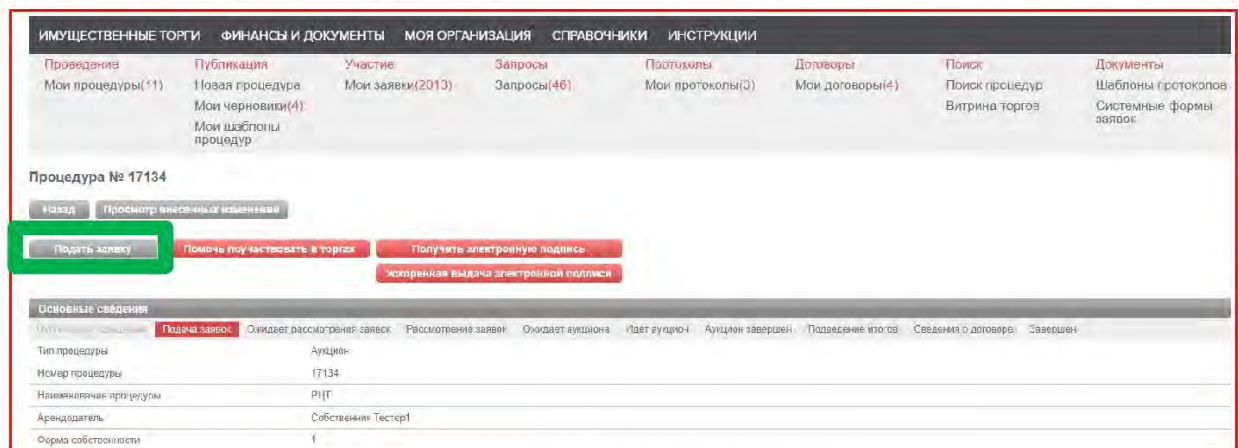 ИМУЩЕСТВЕННЫЕ ТОРГИ ФИНАНСЫ И ДОКУМЕНТЫ МОЯ ОРГАНИЗАЦИЯ СПРАВОЧНИКИ ИНСТРУКЦИИ
Проведение Публикация Участие Запросы Протоколы Договоры Поиск Документы
Мои процедуры(11) Новая процедура Мои заявки(2013) Запросы(46) Мои протоколы(3) Мои договоры(4) Поиск процедур Шаблоны протоколов
Мои черновики(4) Витрина торгов Системные формы заявок
Мои шаблоны процедур
Процедура № 17134
Назад Просмотр внесенных изменений
Подать заявку Помочь поучаствовать в торгах Получить электронную подпись
Ускоренная выдача электронной подписи
Основные сведения
Подача заявок Ожидает рассмотрения заявок Рассмотрение заявок Ожидает аукциона Идет аукцион Аукцион завершен Подведение итогов Сведения о договоре Завершен
Тип процедуры Аукцион
Номер процедуры 17134
Наименование процедуры
Арендодатель Собственник Тестер1
Форма собственности 1